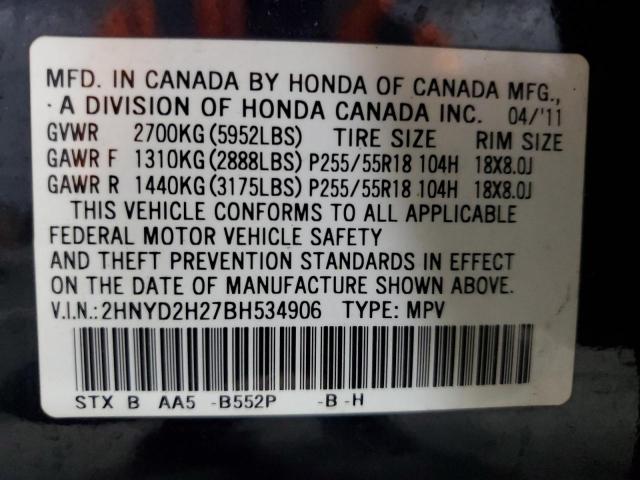 MFD. IN CANADA BY HONDA OF CANADA MFG.,
A DIVISION OF HONDA CANADA INC. 04/'11
GVWR 2700KG(5952LBS) TIRE SIZE RIM SIZE
GAWR F 1310KG(2888LBS) P255/55R18 104H 18X8.0J
GAWR R 1440KG(3175LBS) P255/55R18 104H 18X8.0J
THIS VEHICLE CONFORMS TO ALL APPLICABLE
FEDERAL MOTOR VEHICLE SAFETY
AND THEFT PREVENTION STANDARDS IN EFFECT
ON THE DATE OF MANUFACTURE SHOWN ABOVE.
V.I.N.:2HNYD2H27BH534906 TYPE: MPV
STX B AA5 -B552P -B -H